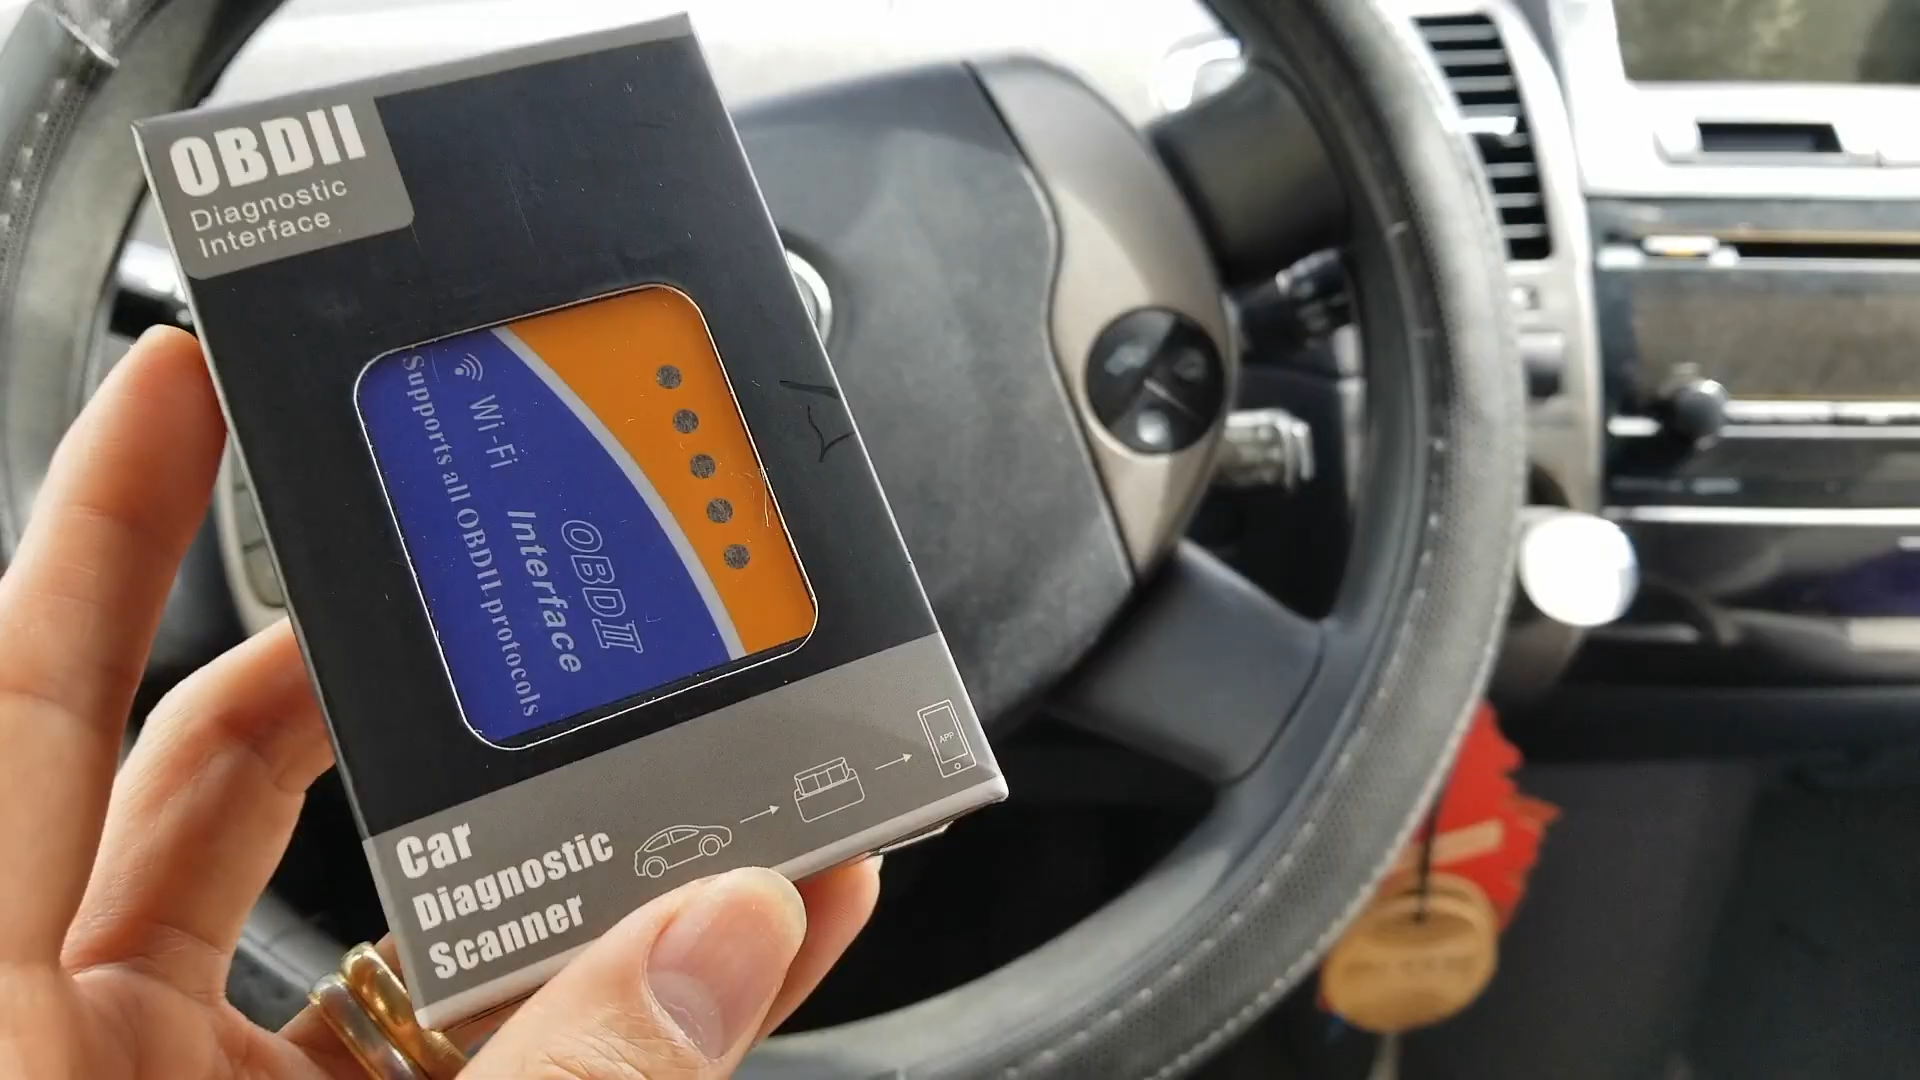 OBDII
Diagnostic
Interface
Wi-Fi
OBDII
Interface
Supports all OBDII protocols
APP
Car
Diagnostic
Scanner